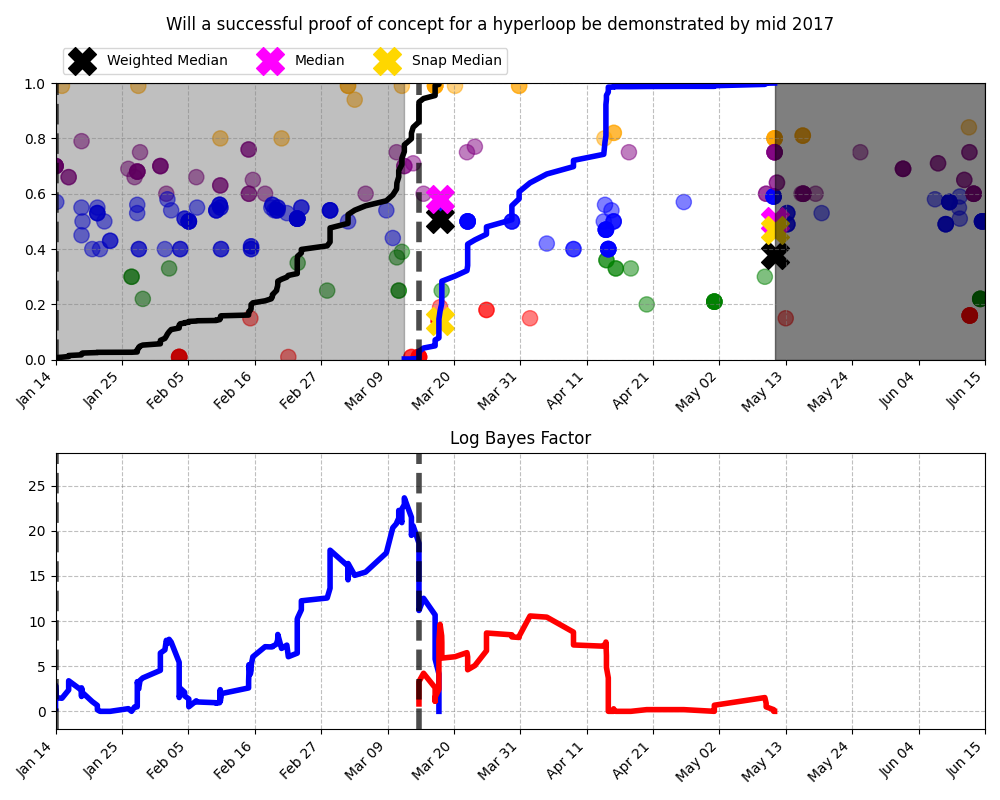 Will a successful proof of concept for a hyperloop be demonstrated by mid 2017
Weighted Median Median Snap Median
1.0
0.8
0.6
0.4
0.2
0.0
Jan 14 Jan 25 Feb 05 Feb 16 Feb 27 Mar 09 Mar 20 Mar 31 Apr 11 Apr 21 May 02 May 13 May 24 Jun 04 Jun 15
Log Bayes Factor
25
20
15
10
5
0
Jan 14 Jan 25 Feb 05 Feb 16 Feb 27 Mar 09 Mar 20 Mar 31 Apr 11 Apr 21 May 02 May 13 May 24 Jun 04 Jun 15